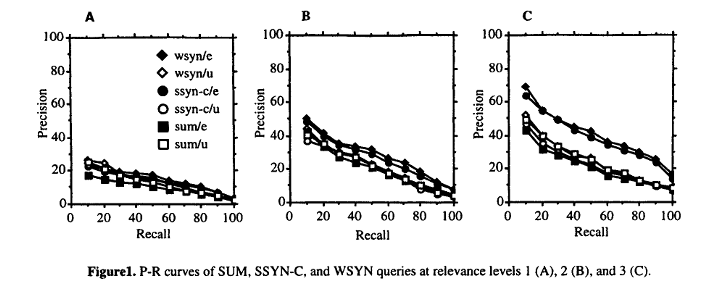 A
B
C
100
80
60
40
20
0
Precision
wsyn/e
wsyn/u
ssyn-c/e
ssyn-c/u
sum/e
sum/u
0 20 40 60 80 100
Recall
100
80
60
40
20
0
Precision
0 20 40 60 80 100
Recall
100
80
60
40
20
0
Precision
0 20 40 60 80 100
Recall
Figure1. P-R curves of SUM, SSYN-C, and WSYN queries at relevance levels 1 (A), 2 (B), and 3 (C).